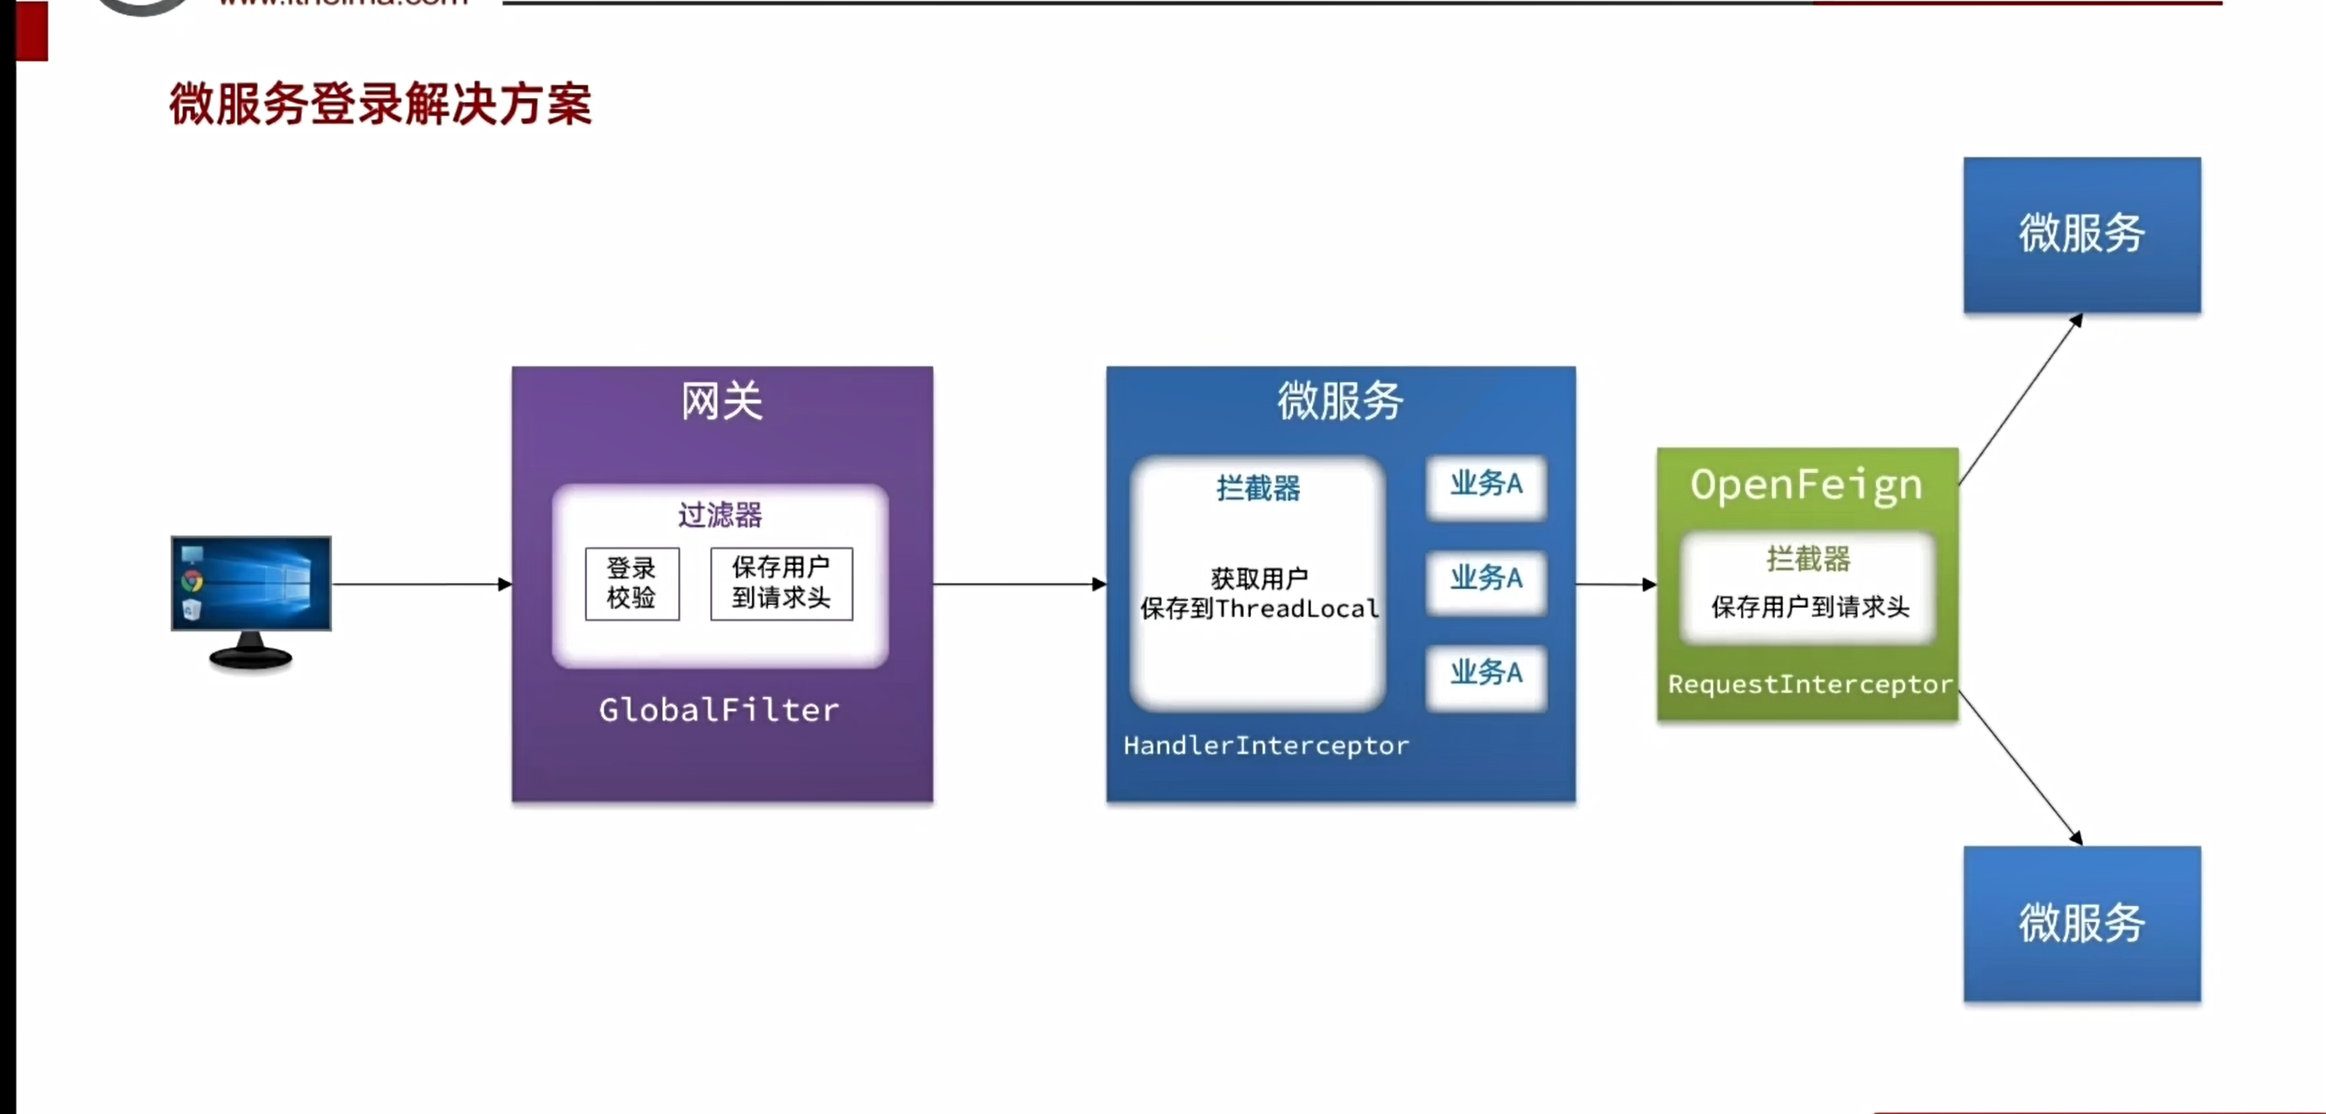 微服务登录解决方案
微服务
网关
过滤器
登录
校验
保存用户
到请求头
GlobalFilter
微服务
拦截器
获取用户
保存到ThreadLocal
HandlerInterceptor
业务A
业务A
业务A
OpenFeign
拦截器
保存用户到请求头
RequestInterceptor
微服务